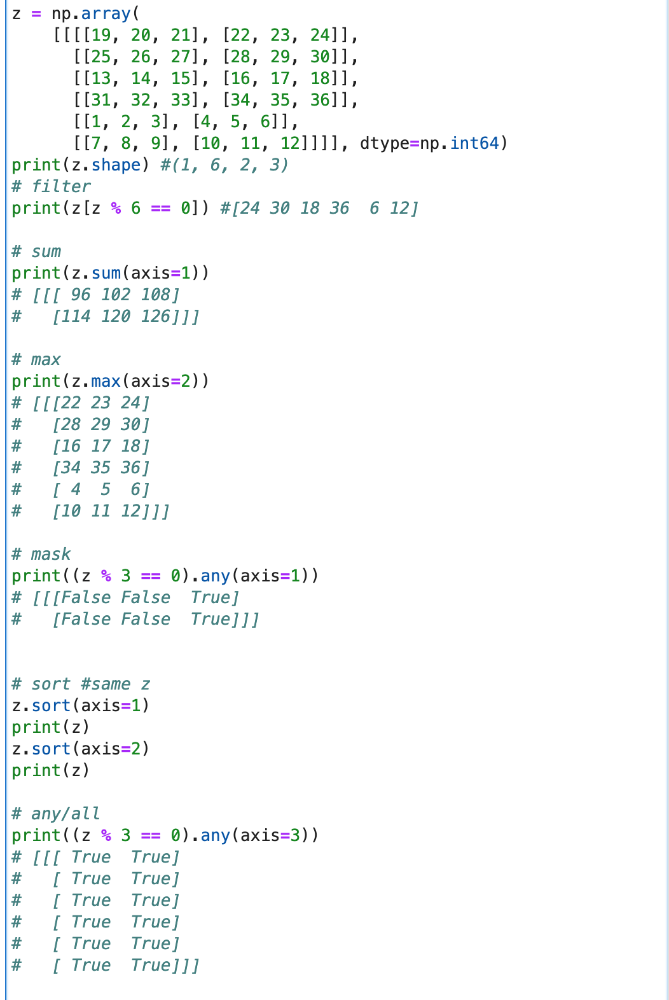 z = np.array(
    [[[[19, 20, 21], [22, 23, 24]],
      [[25, 26, 27], [28, 29, 30]],
      [[13, 14, 15], [16, 17, 18]],
      [[31, 32, 33], [34, 35, 36]],
      [[1, 2, 3], [4, 5, 6]],
      [[7, 8, 9], [10, 11, 12]]]], dtype=np.int64)
print(z.shape) #(1, 6, 2, 3)
# filter
print(z[z % 6 == 0]) #[24 30 18 36  6 12]

# sum
print(z.sum(axis=1))
# [[[ 96 102 108]
#   [114 120 126]]]

# max
print(z.max(axis=2))
# [[[22 23 24]
#   [28 29 30]
#   [16 17 18]
#   [34 35 36]
#   [ 4  5  6]
#   [10 11 12]]]

# mask
print((z % 3 == 0).any(axis=1))
# [[[False False  True]
#   [False False  True]]]

# sort #same z
z.sort(axis=1)
print(z)
z.sort(axis=2)
print(z)

# any/all
print((z % 3 == 0).any(axis=3))
# [[[ True  True]
#   [ True  True]
#   [ True  True]
#   [ True  True]
#   [ True  True]
#   [ True  True]]]